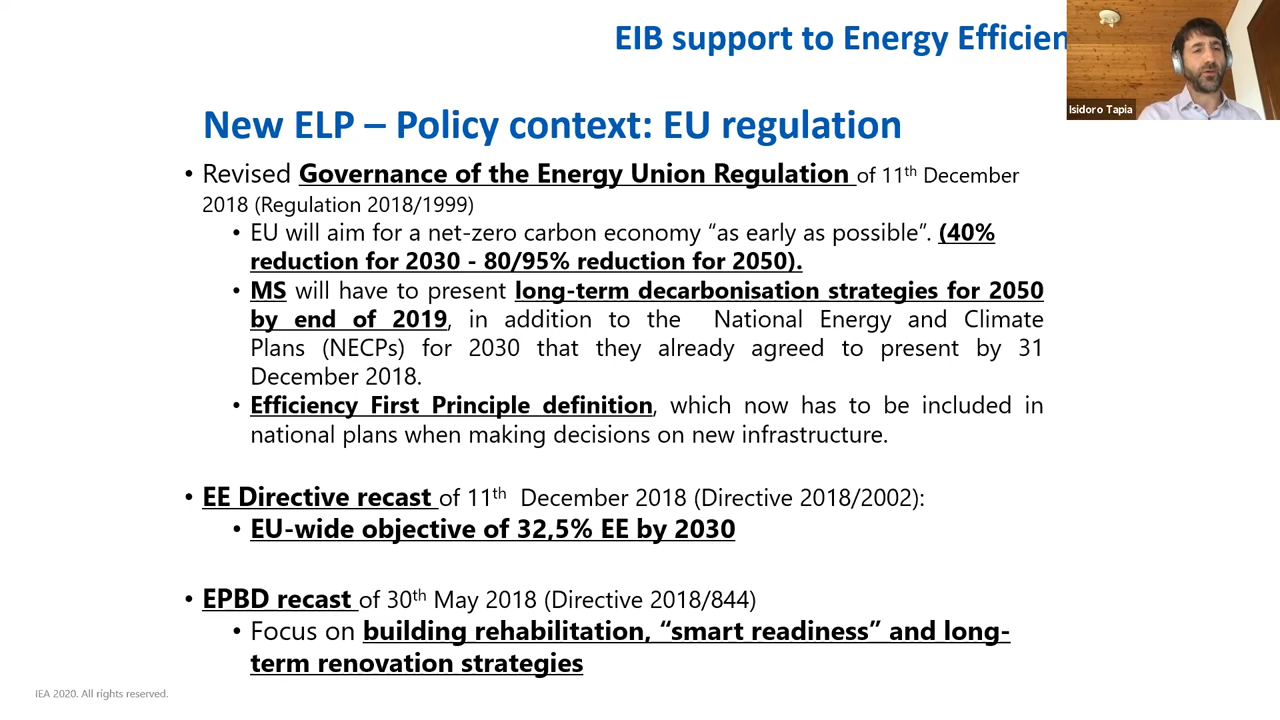 EIB support to Energy Efficien
Isidoro Tapia
New ELP – Policy context: EU regulation
• Revised Governance of the Energy Union Regulation of 11th December
2018 (Regulation 2018/1999)
• EU will aim for a net-zero carbon economy “as early as possible”. (40%
reduction for 2030 - 80/95% reduction for 2050).
• MS will have to present long-term decarbonisation strategies for 2050
by end of 2019, in addition to the National Energy and Climate
Plans (NECPs) for 2030 that they already agreed to present by 31
December 2018.
• Efficiency First Principle definition, which now has to be included in
national plans when making decisions on new infrastructure.
• EE Directive recast of 11th December 2018 (Directive 2018/2002):
• EU-wide objective of 32,5% EE by 2030
• EPBD recast of 30th May 2018 (Directive 2018/844)
• Focus on building rehabilitation, “smart readiness” and long-
term renovation strategies
IEA 2020. All rights reserved.